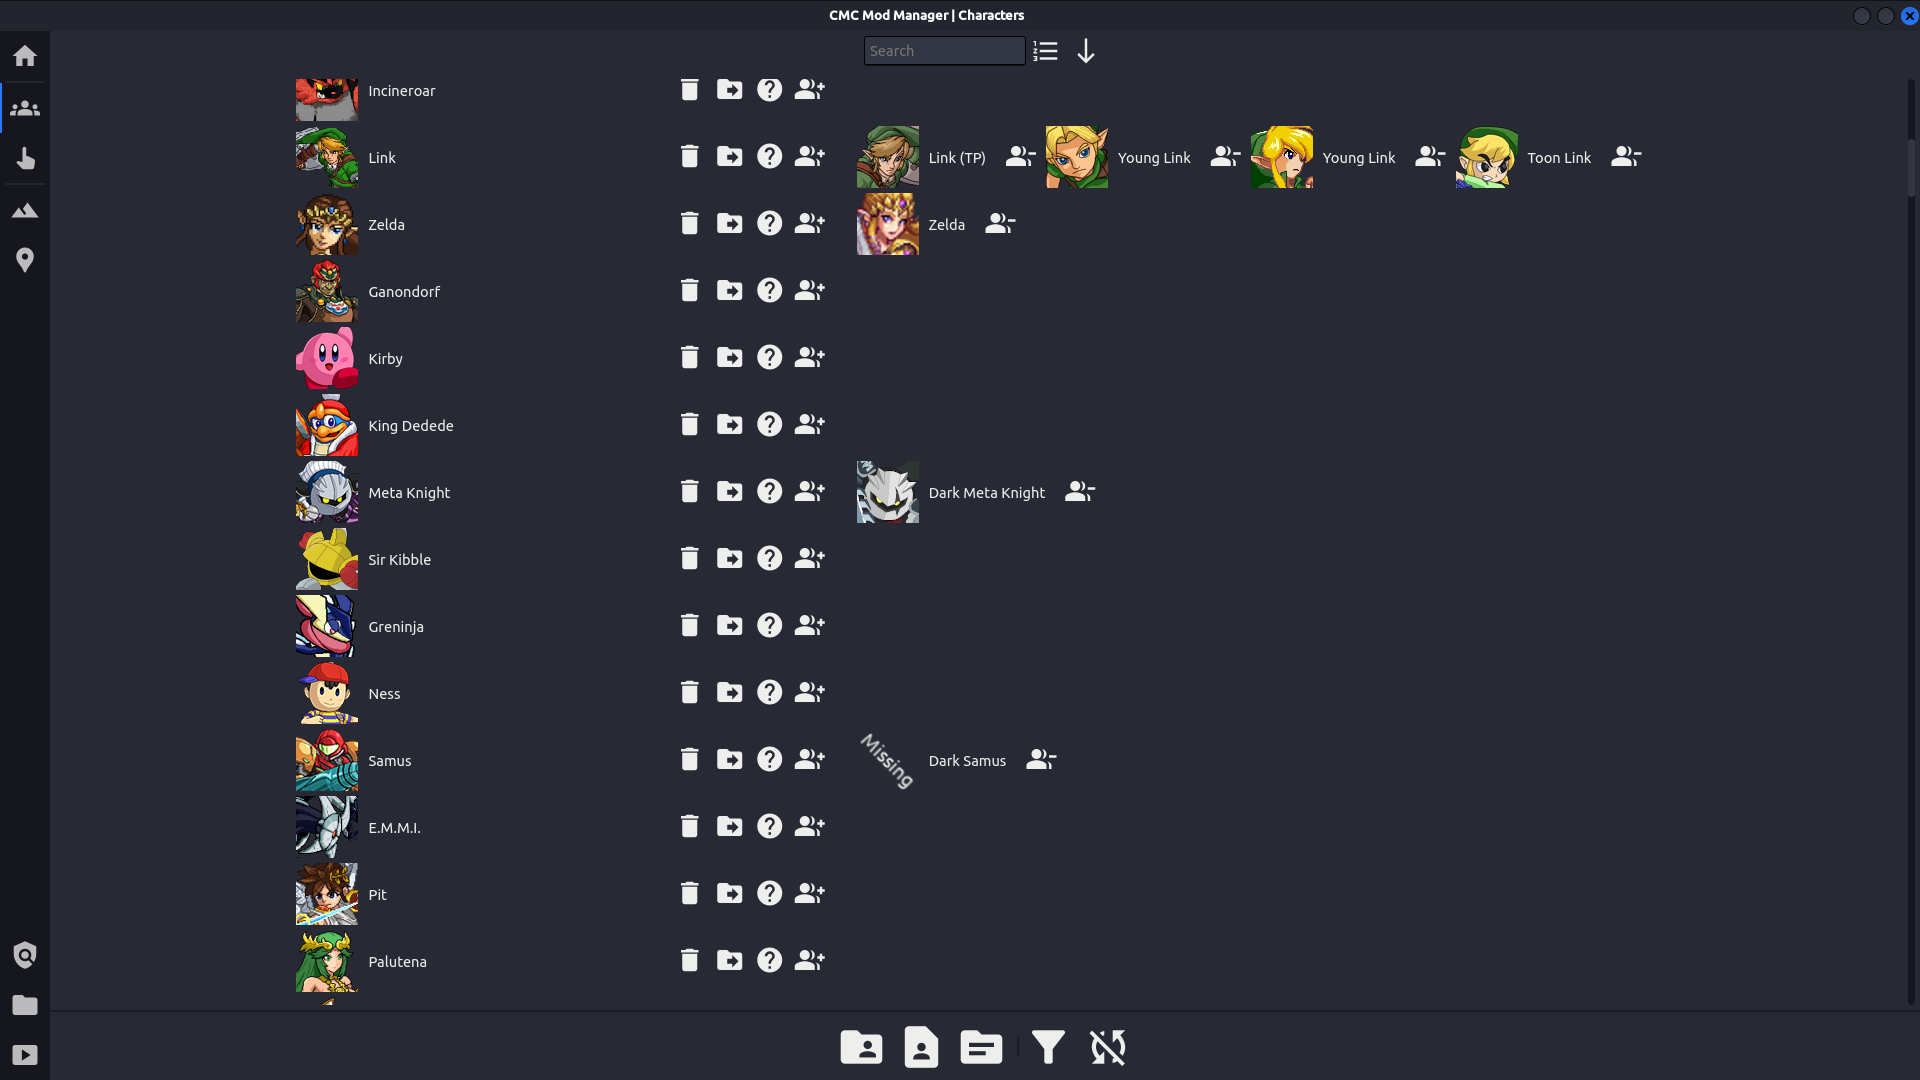 CMC Mod Manager | Characters
Search
Incineroar
Link Link (TP) Young Link Young Link Toon Link
Zelda Zelda
Ganondorf
Kirby
King Dedede
Meta Knight Dark Meta Knight
Sir Kibble
Greninja
Ness
Samus Missing Dark Samus
E.M.M.I.
Pit
Palutena